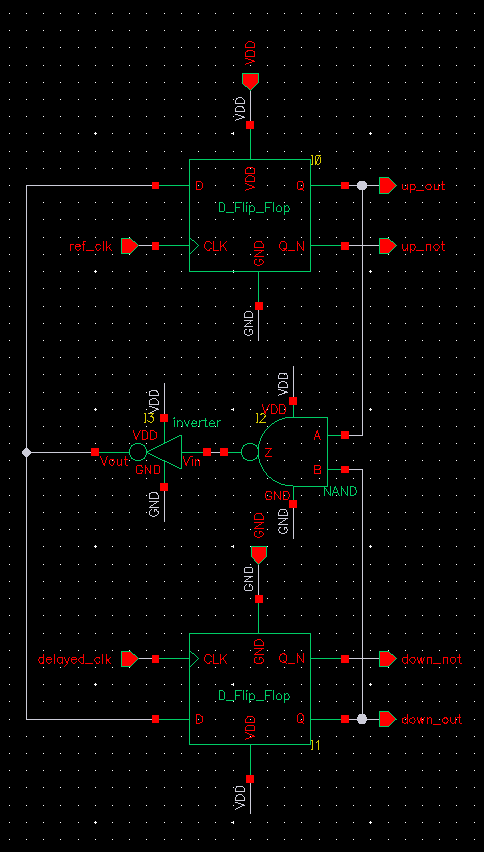 VDD
VDD
I0
D
VDD
Q
up_out
D_Flip_Flop
ref_clk
CLK
GND
Q_N
up_not
GND
VDD
VDD
I3
inverter
I2
VDD
VDD
A
Vout
Vin
Z
GND
B
GND
NAND
GND
GND
GND
GND
delayed_clk
CLK
GND
Q_N
down_not
D_Flip_Flop
D
VDD
Q
down_out
I1
VDD